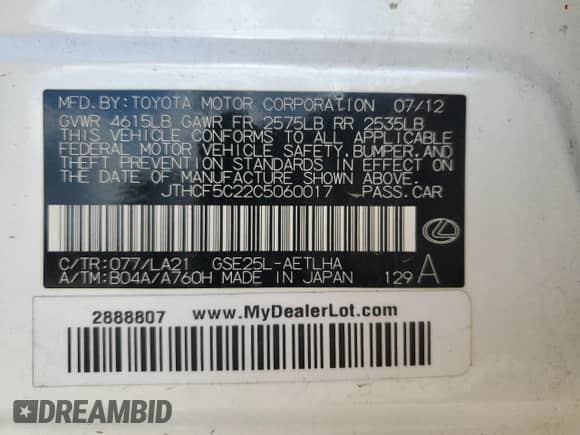 MFD.BY:TOYOTA MOTOR CORPORATION 07/12
GVWR 4615LB GAWR FR 2575LB RR 2535LB
THIS VEHICLE CONFORMS TO ALL APPLICABLE
FEDERAL MOTOR VEHICLE SAFETY, BUMPER, AND
THEFT PREVENTION STANDARDS IN EFFECT ON
THE DATE OF MANUFACTURE SHOWN ABOVE.
JTHCF5C22C5060017 PASS.CAR
C/TR:077/LA21 GSE25L-AETLHA
A/TM:B04A/A760H MADE IN JAPAN 129 A
2888807 www.MyDealerLot.com
DREAMBID